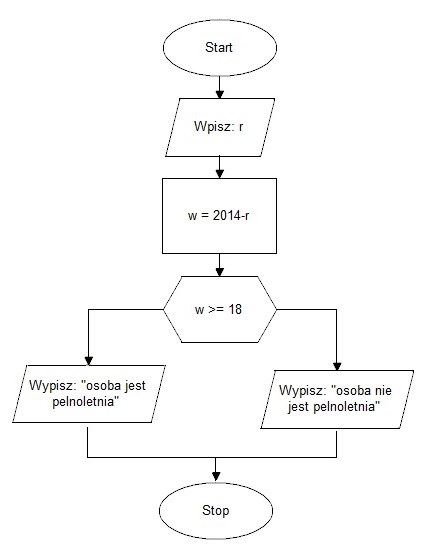 Start
Wpisz: r
w = 2014-r
w >= 18
Wypisz: "osoba jest
pelnoletnia"
Wypisz: "osoba nie
jest pelnoletnia"
Stop